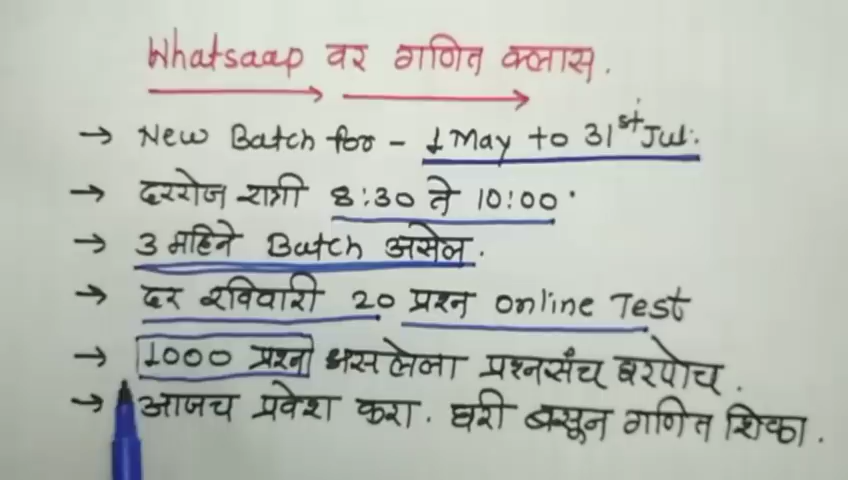 Whatsaap वर गणित क्लास.
→ New Batch for - 1 May to 31st Jul.
→ दररोज रात्री 8:30 ते 10:00.
→ 3 महिने Batch असेल.
→ दर रविवारी 20 प्रश्न online Test
→ 1000 प्रश्न असलेला प्रश्नसंच घरपोच.
→ आजच प्रवेश करा. घरी बसून गणित शिका.